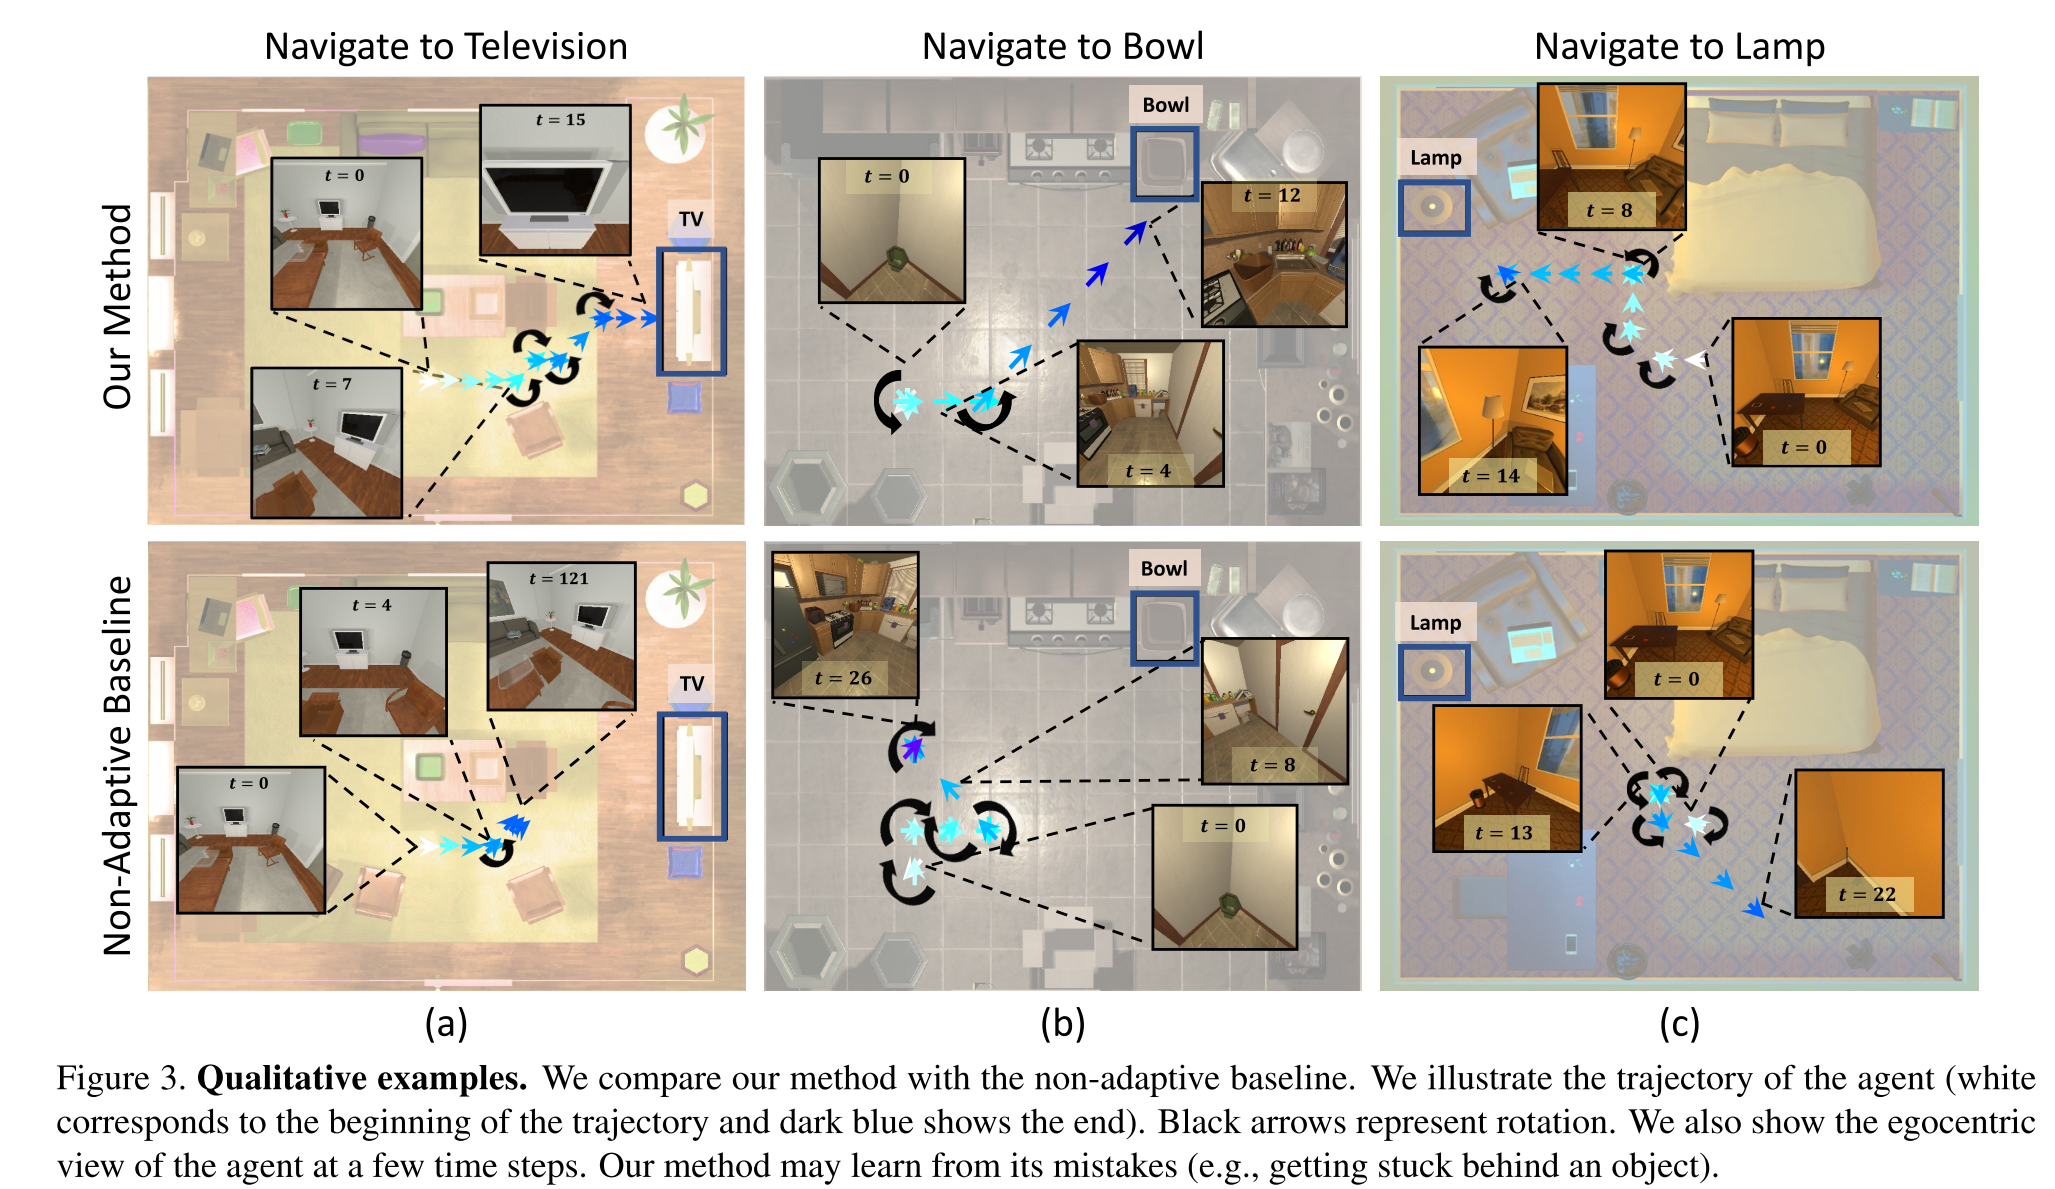 Navigate to Television
Navigate to Bowl
Navigate to Lamp
Our Method
t = 0
t = 15
TV
t = 7
Bowl
t = 0
t = 12
t = 4
Lamp
t = 8
t = 14
t = 0
Non-Adaptive Baseline
t = 0
t = 4
t = 121
TV
t = 26
Bowl
t = 8
t = 0
Lamp
t = 0
t = 13
t = 22
(a)
(b)
(c)
Figure 3. Qualitative examples. We compare our method with the non-adaptive baseline. We illustrate the trajectory of the agent (white
corresponds to the beginning of the trajectory and dark blue shows the end). Black arrows represent rotation. We also show the egocentric
view of the agent at a few time steps. Our method may learn from its mistakes (e.g., getting stuck behind an object).